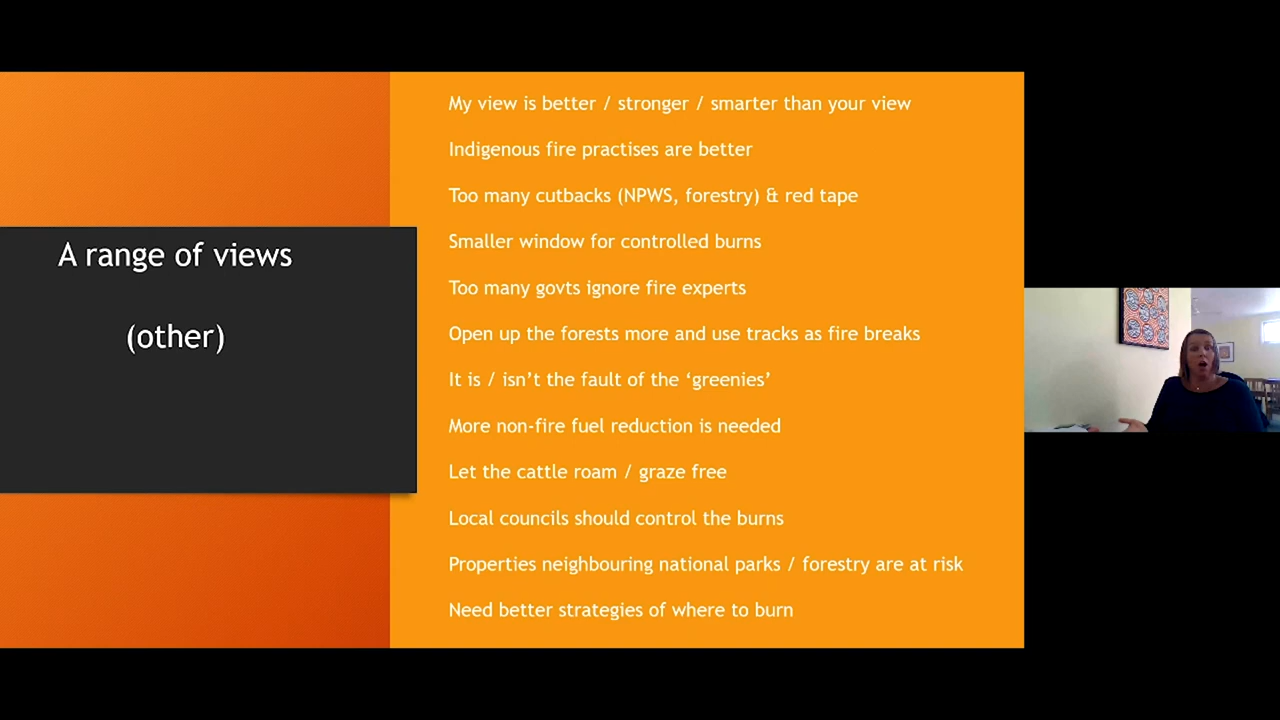 A range of views
(other)
My view is better / stronger / smarter than your view
Indigenous fire practises are better
Too many cutbacks (NPWS, forestry) & red tape
Smaller window for controlled burns
Too many govts ignore fire experts
Open up the forests more and use tracks as fire breaks
It is / isn't the fault of the ‘greenies’
More non-fire fuel reduction is needed
Let the cattle roam / graze free
Local councils should control the burns
Properties neighbouring national parks / forestry are at risk
Need better strategies of where to burn